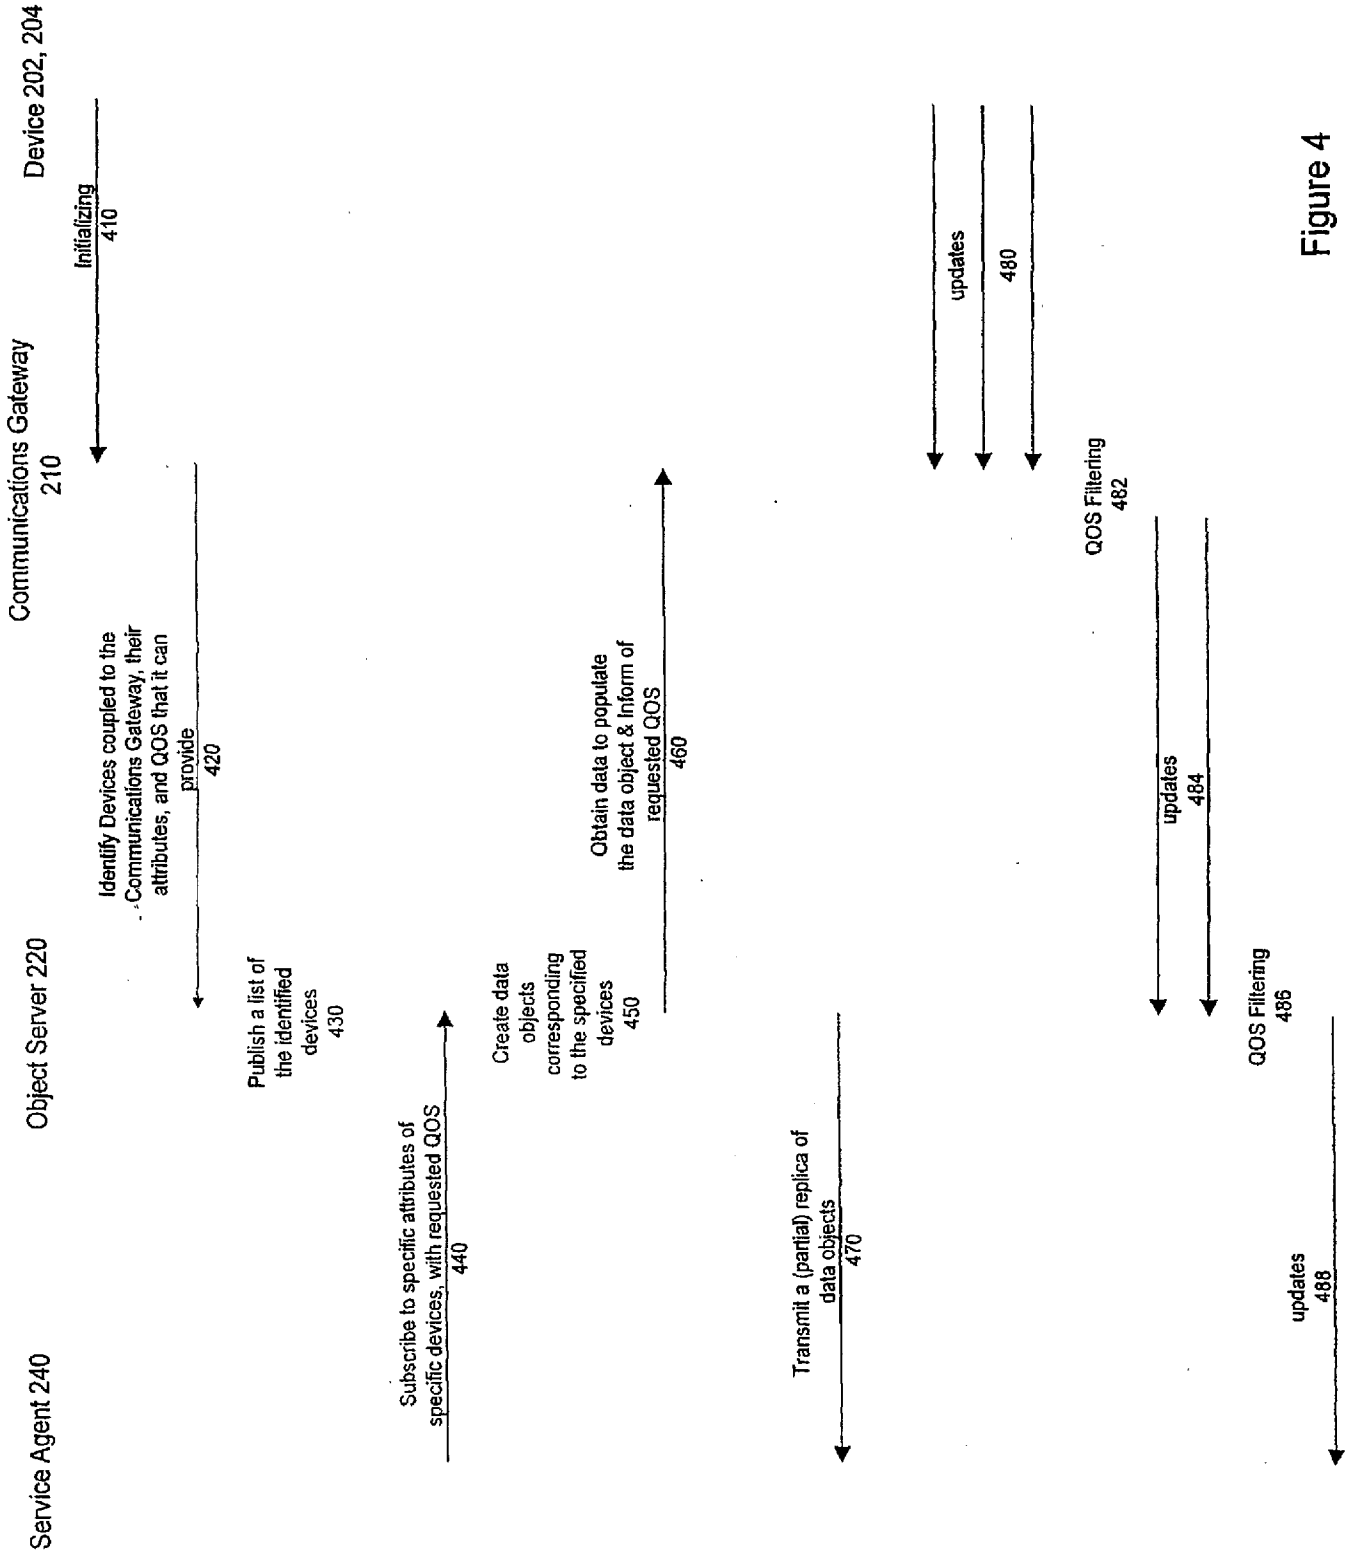 Service Agent 240
Object Server 220
Communications Gateway
210
Device 202, 204
Initializing
410
Identify Devices coupled to the
Communications Gateway, their
attributes, and QOS that it can
provide
420
Publish a list of
the identified
devices
430
Subscribe to specific attributes of
specific devices, with requested QOS
440
Create data
objects
corresponding
to the specified
devices
450
Obtain data to populate
the data object & Inform of
requested QOS
460
Transmit a (partial) replica of
data objects
470
updates
480
QOS Filtering
482
updates
484
QOS Filtering
486
updates
488
Figure 4